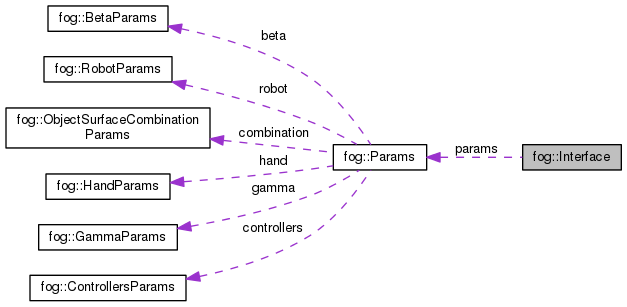 fog::BetaParams
beta
fog::RobotParams
robot
fog::ObjectSurfaceCombination
Params
combination
fog::Params
params
fog::Interface
hand
fog::HandParams
gamma
fog::GammaParams
controllers
fog::ControllersParams